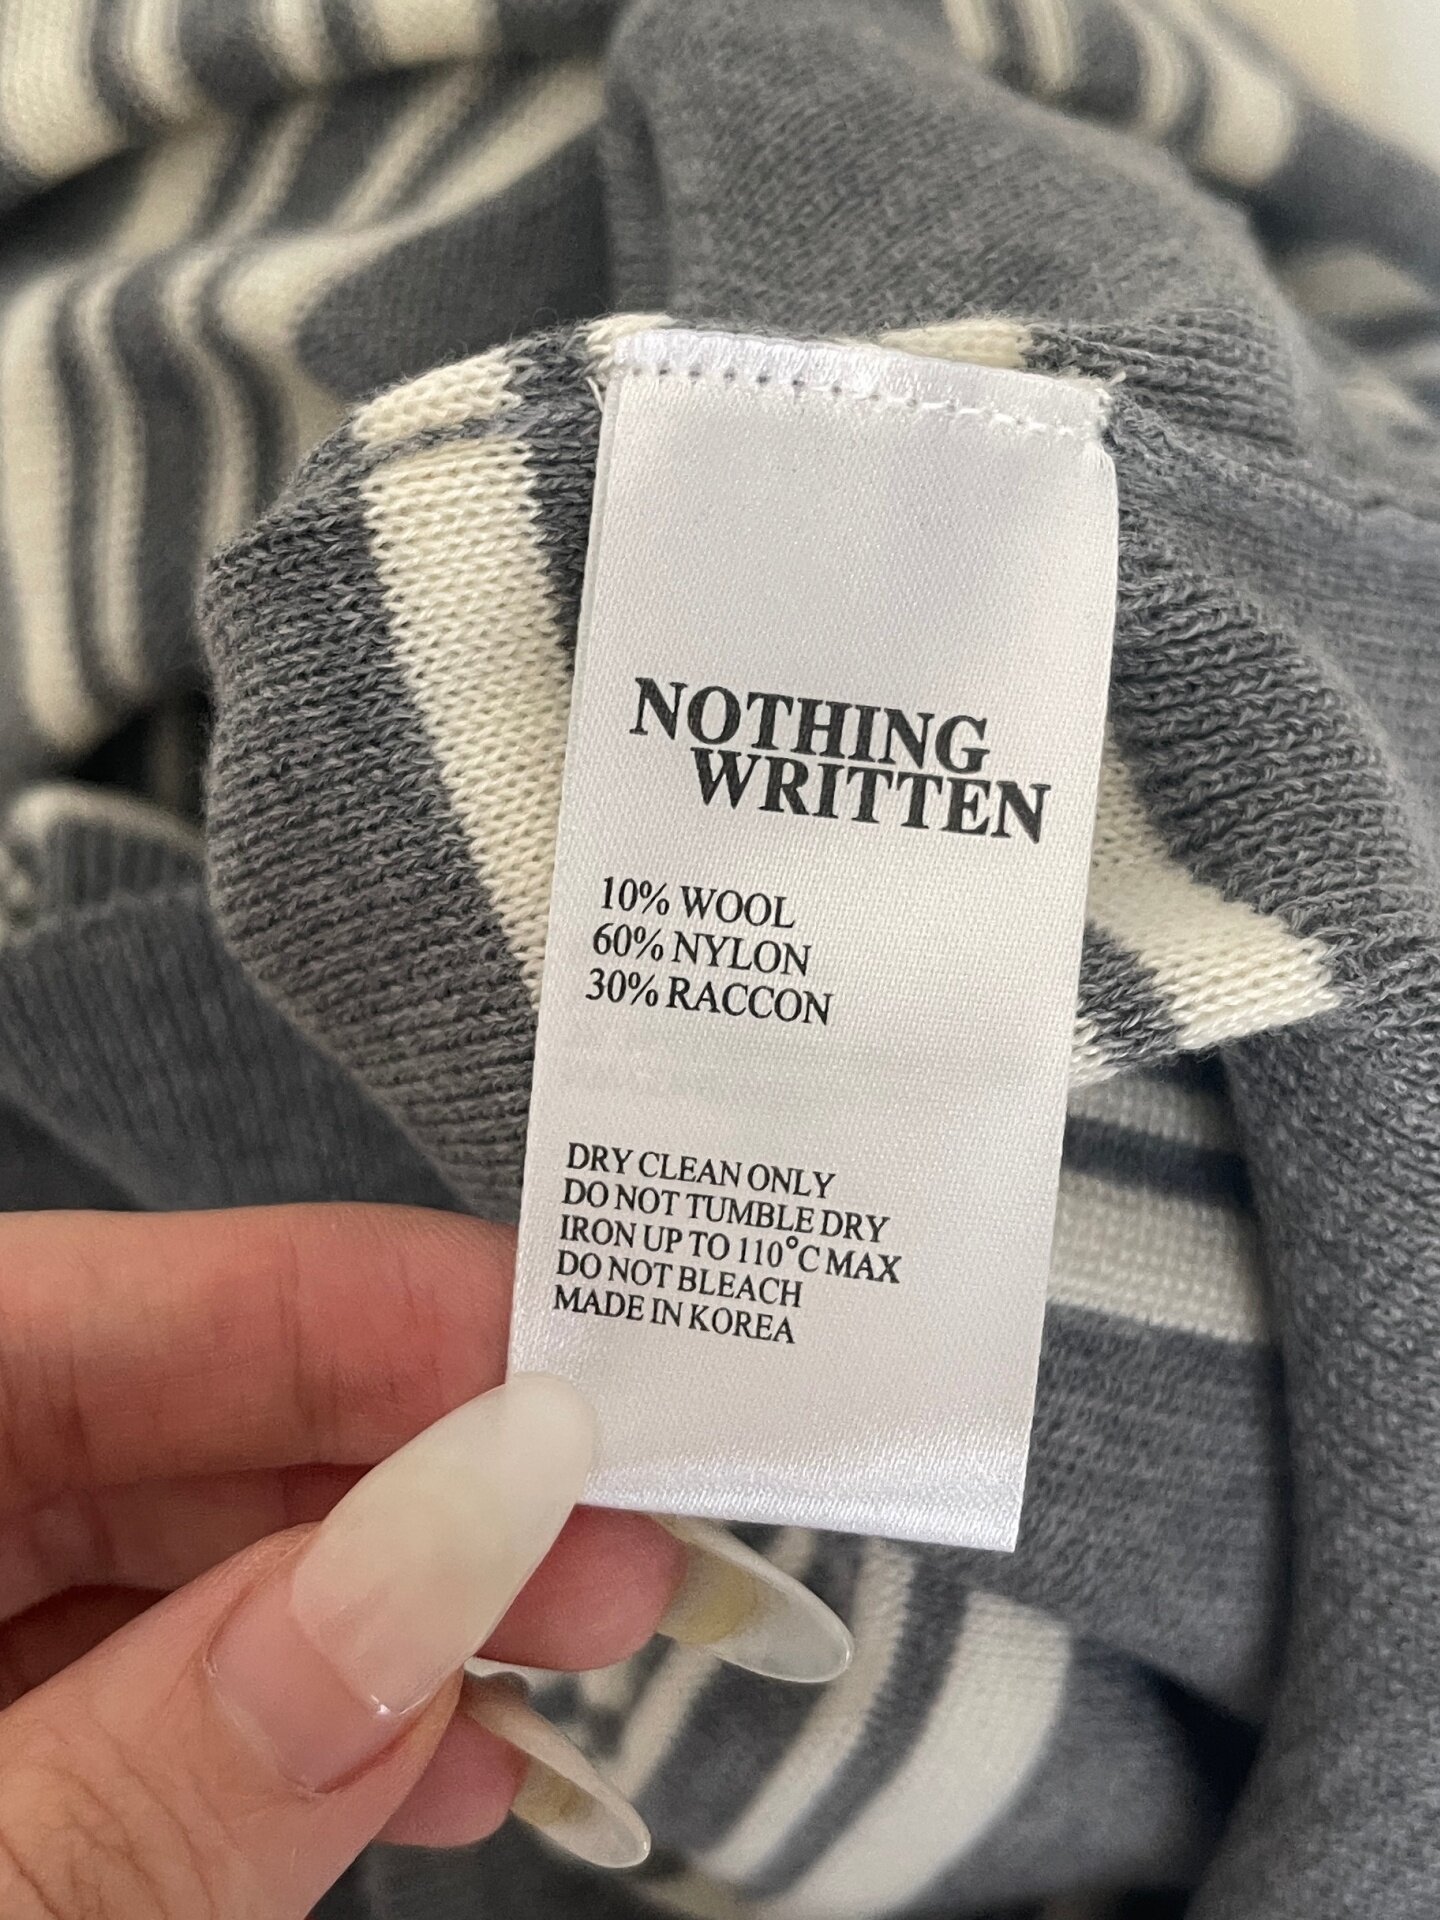 NOTHING
WRITTEN
10% WOOL
60% NYLON
30% RACCON
DRY CLEAN ONLY
DO NOT TUMBLE DRY
IRON UP TO 110°C MAX
DO NOT BLEACH
MADE IN KOREA